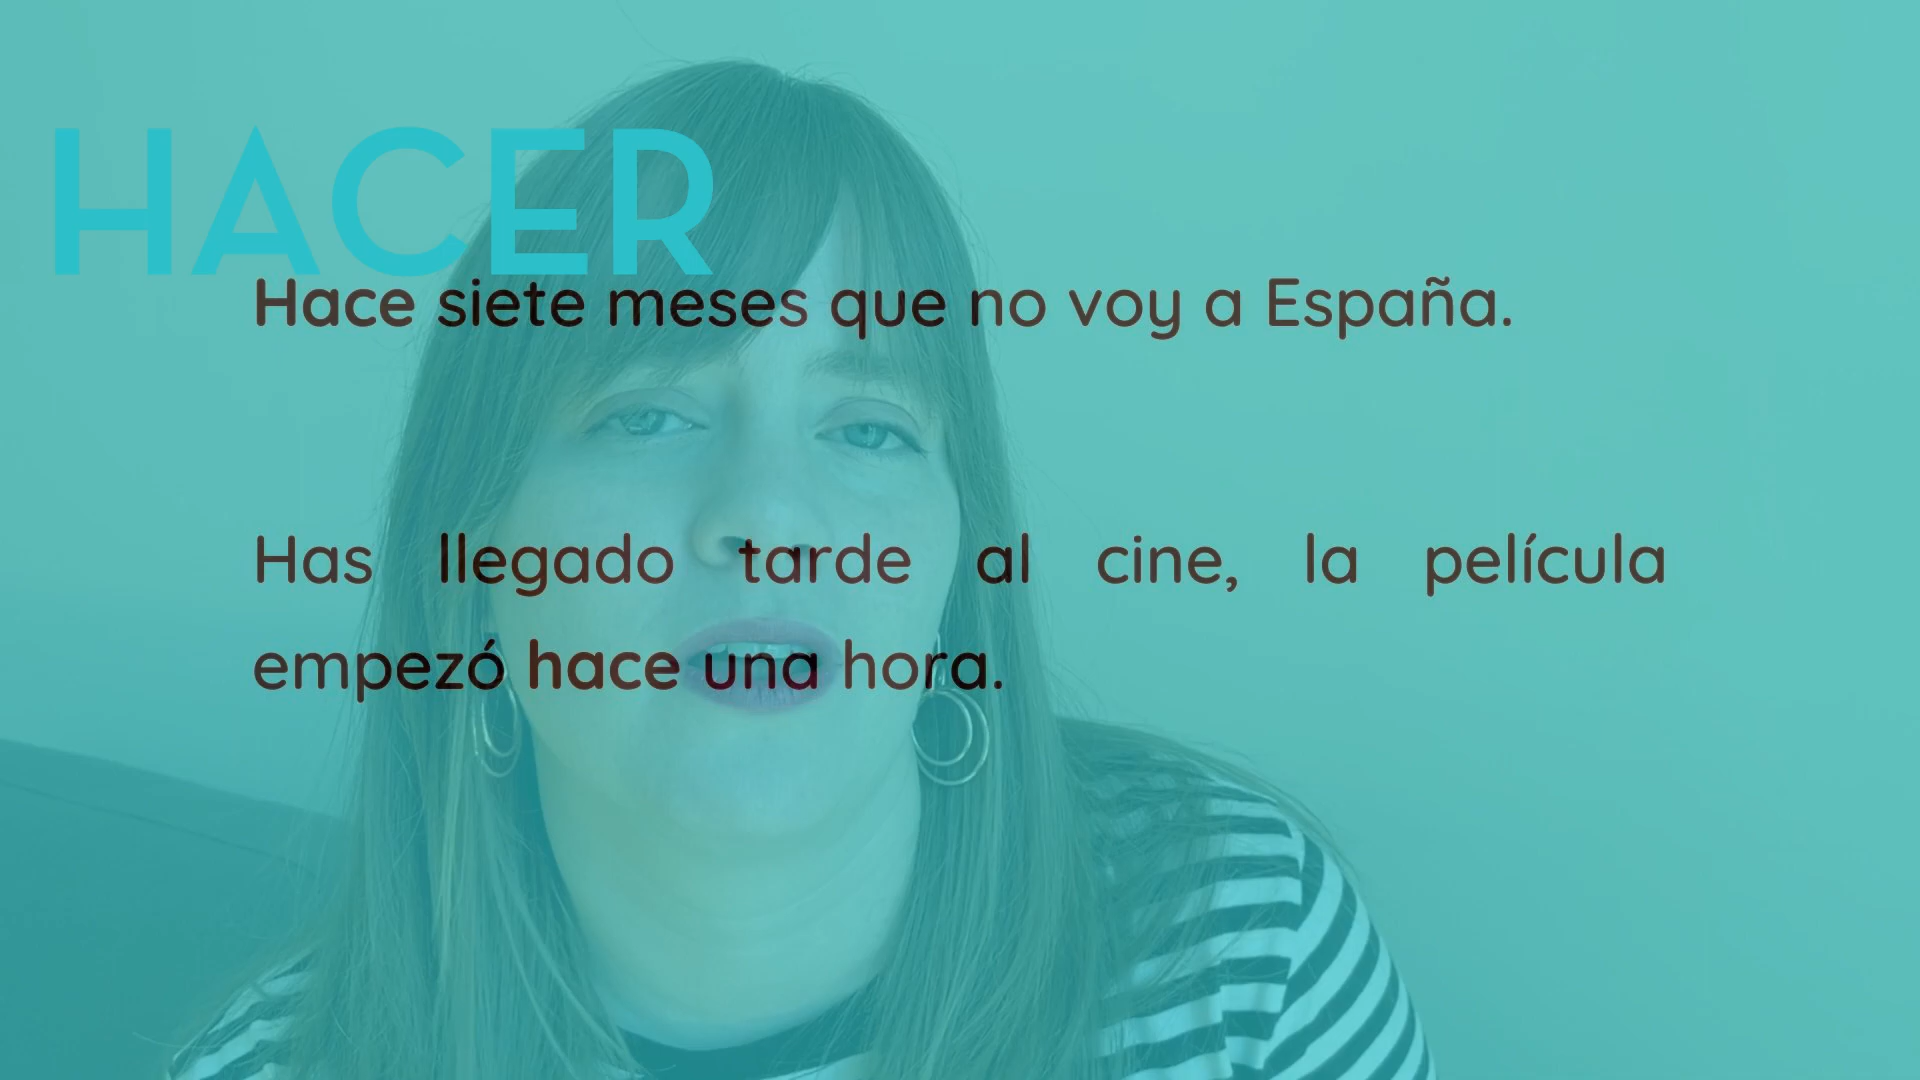 HACER
Hace siete meses que no voy a España.
Has llegado tarde al cine, la película
empezó hace una hora.